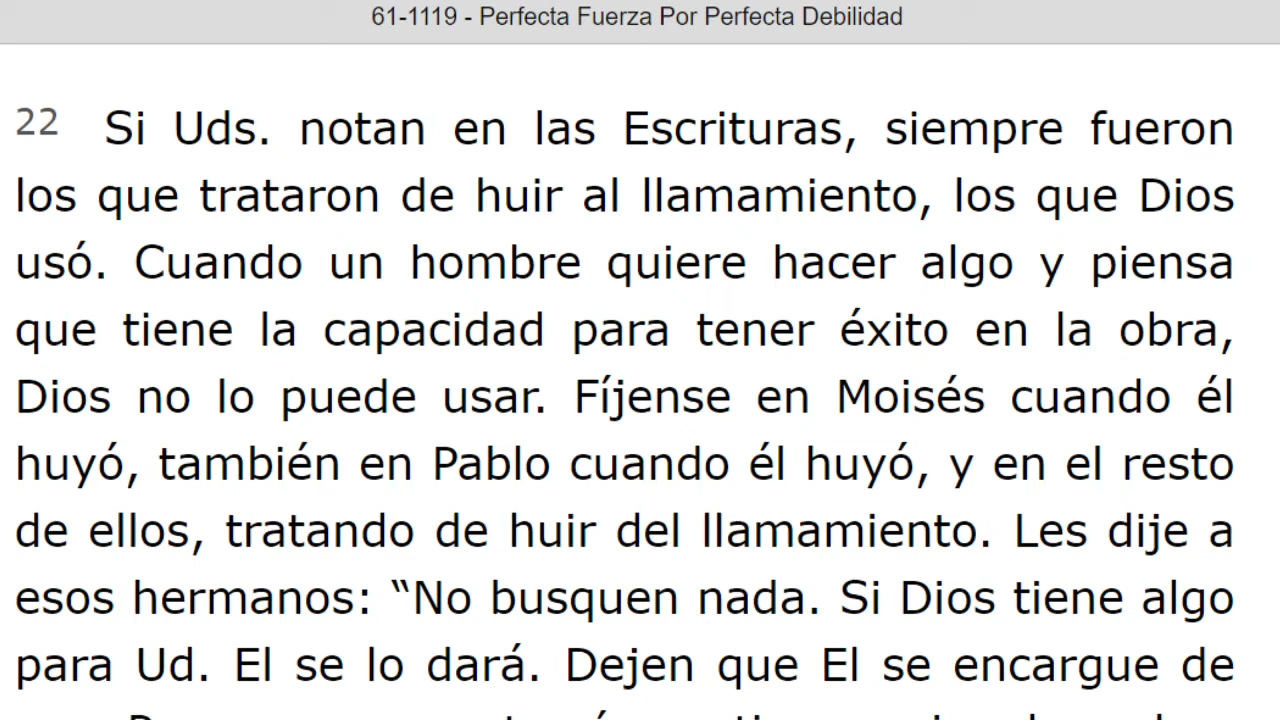 61-1119 - Perfecta Fuerza Por Perfecta Debilidad
22 Si Uds. notan en las Escrituras, siempre fueron
los que trataron de huir al llamamiento, los que Dios
usó. Cuando un hombre quiere hacer algo y piensa
que tiene la capacidad para tener éxito en la obra,
Dios no lo puede usar. Fíjense en Moisés cuando él
huyó, también en Pablo cuando él huyó, y en el resto
de ellos, tratando de huir del llamamiento. Les dije a
esos hermanos: “No busquen nada. Si Dios tiene algo
para Ud. El se lo dará. Dejen que El se encargue de